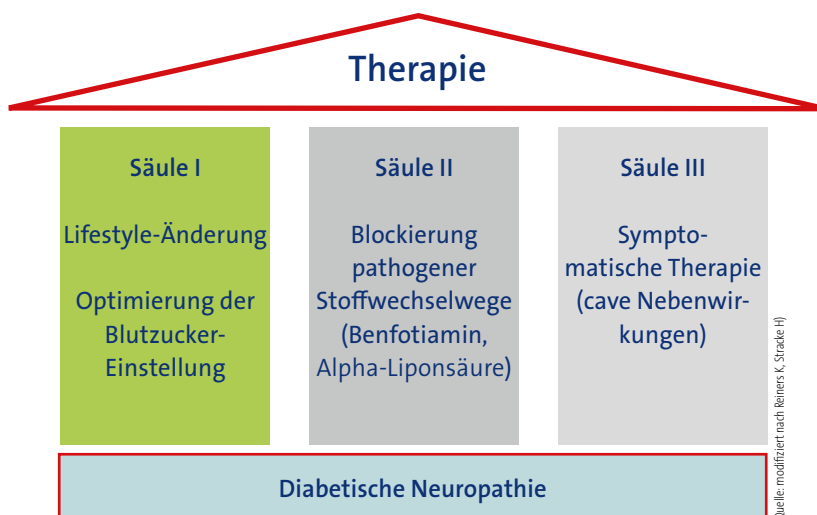 Therapie
Säule I
Lifestyle-Änderung
Optimierung der
Blutzucker-
Einstellung
Säule II
Blockierung
pathogener
Stoffwechselwege
(Benfotiamin,
Alpha-Liponsäure)
Säule III
Sympto-
matische Therapie
(cave Nebenwir-
kungen)
Diabetische Neuropathie
Quelle: modifiziert nach Reiners K, Stracke H)